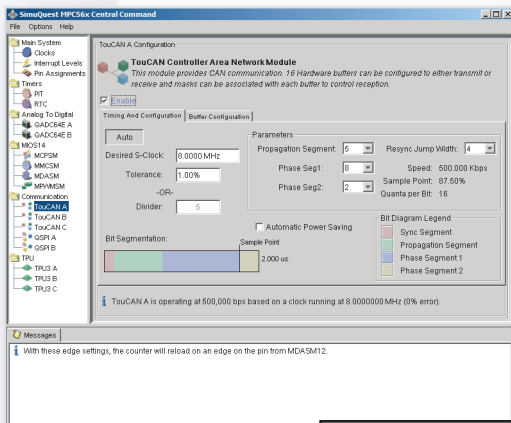 SimuQuest MPC56x Central Command
File Options Help
Main System
Clocks
Interrupt Levels
Pin Assignments
Timers
PIT
RTC
Analog To Digital
QADC64E A
QADC64E B
MIOS14
MCPSM
MMCSM
MDASM
MPWMSM
Communication
TouCAN A
TouCAN B
TouCAN C
QSPI A
QSPI B
TPU
TPU3 A
TPU3 B
TPU3 C
TouCAN A Configuration
TouCAN Controller Area Network Module
This module provides CAN communication. 16 Hardware buffers can be configured to either transmit or
receive and masks can be associated with each buffer to control reception.
Enable
Timing And Configuration Buffer Configuration
Auto
Desired S-Clock: 8.0000 MHz
Tolerance: 1.00%
-OR-
Divider: 5
Parameters
Propagation Segment: 5 Resync Jump Width: 4
Phase Seg1: 8 Speed: 500.000 Kbps
Phase Seg2: 2 Sample Point: 87.50%
Quanta per Bit: 16
Automatic Power Saving
Bit Segmentation: Sample Point
2.000 us
Bit Diagram Legend
Sync Segment
Propagation Segment
Phase Segment 1
Phase Segment 2
TouCAN A is operating at 500,000 bps based on a clock running at 8.0000000 MHz (0% error).
Messages
With these edge settings, the counter will reload on an edge on the pin from MDASM12.